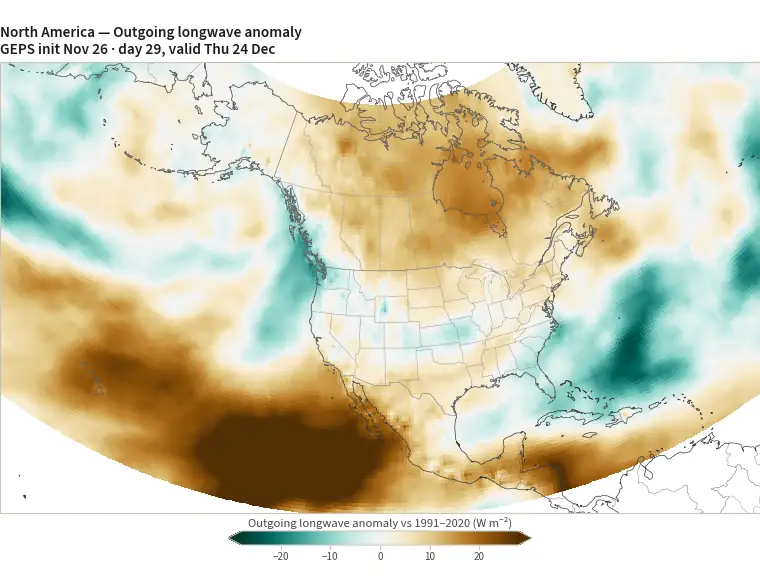 North America — Outgoing longwave anomaly
GEPS init Nov 26 · day 29, valid Thu 24 Dec
Outgoing longwave anomaly vs 1991–2020 (W m⁻²)
−20 −10 0 10 20